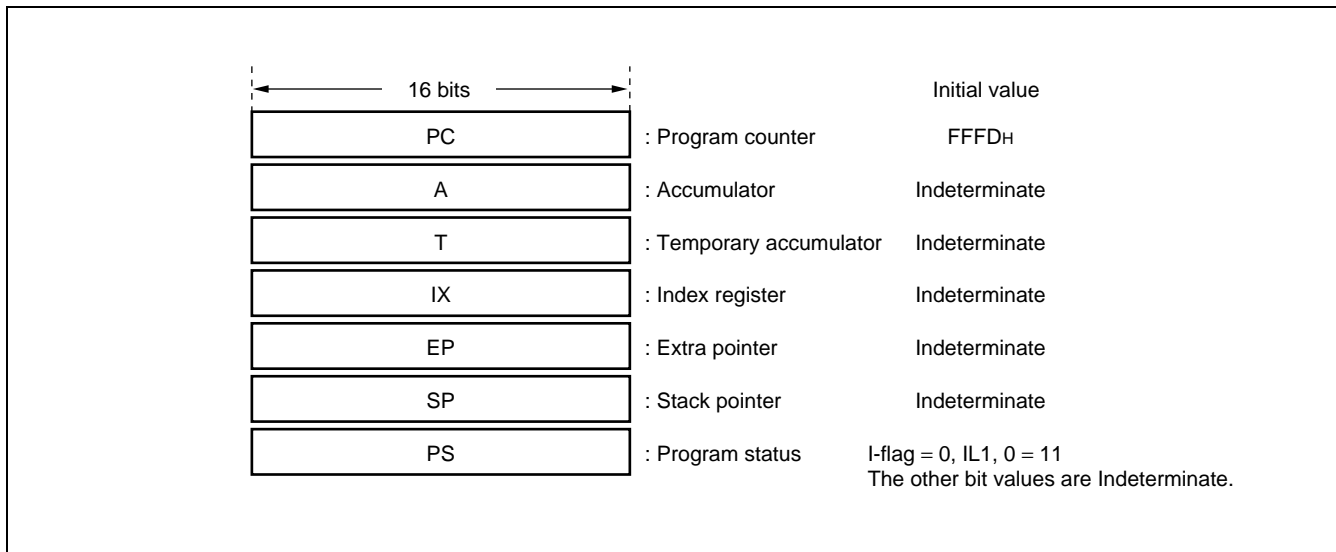 16 bits Initial value
PC : Program counter FFFDH
A : Accumulator Indeterminate
T : Temporary accumulator Indeterminate
IX : Index register Indeterminate
EP : Extra pointer Indeterminate
SP : Stack pointer Indeterminate
PS : Program status I-flag = 0, IL1, 0 = 11
The other bit values are Indeterminate.